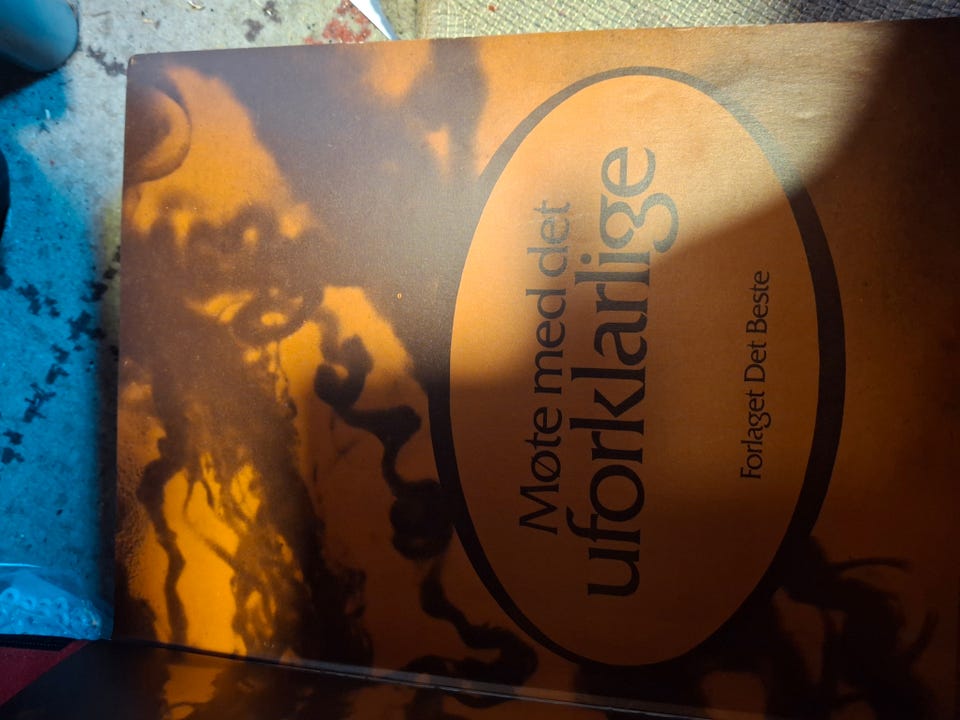 Møte med det
uforklarlige
Forlaget Det Beste